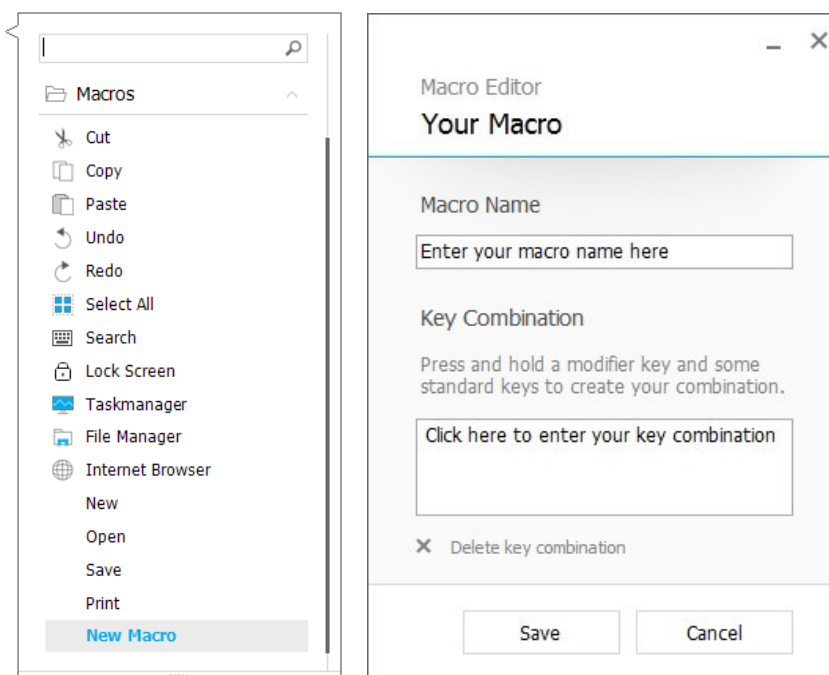 Macros
Cut
Copy
Paste
Undo
Redo
Select All
Search
Lock Screen
Taskmanager
File Manager
Internet Browser
New
Open
Save
Print
New Macro
Macro Editor
Your Macro
Macro Name
Enter your macro name here
Key Combination
Press and hold a modifier key and some
standard keys to create your combination.
Click here to enter your key combination
Delete key combination
Save
Cancel